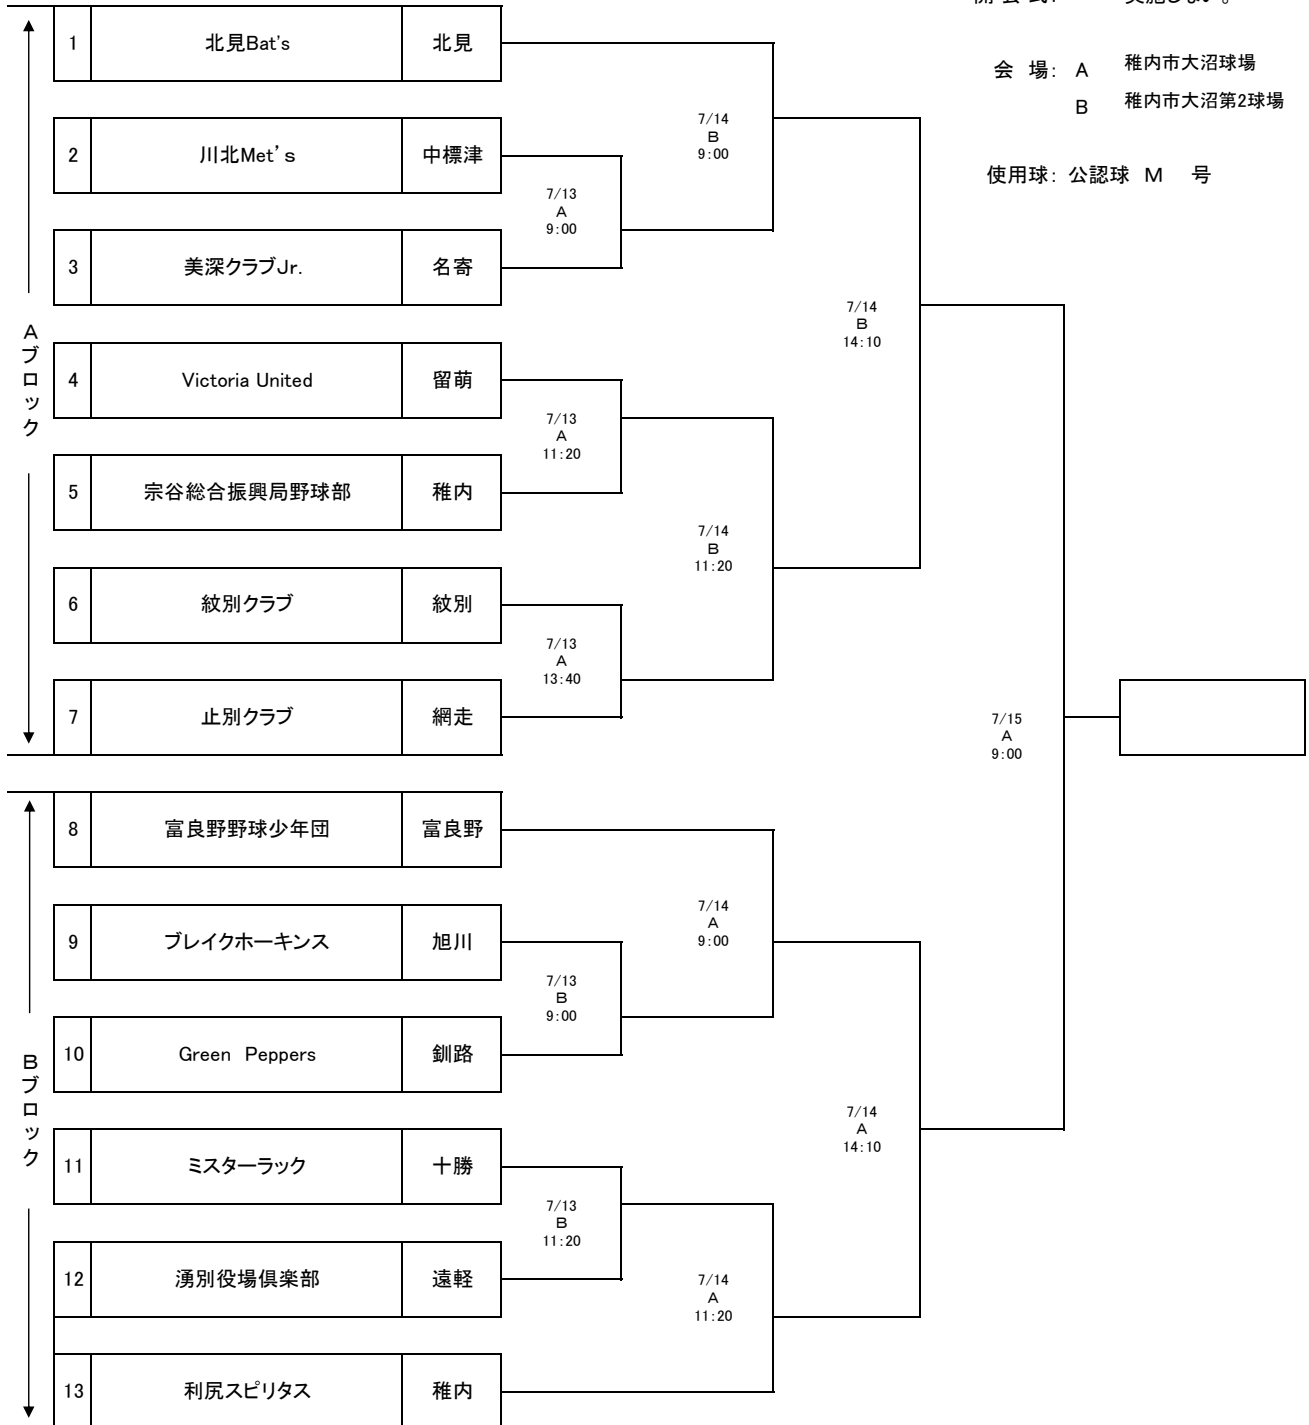 会 場: A 稚内市大沼球場
B 稚内市大沼第2球場
使用球: 公認球 M 号
Aブロック
1 北見Bat's 北見
2 川北Met's 中標津
3 美深クラブJr. 名寄
4 Victoria United 留萌
5 宗谷総合振興局野球部 稚内
6 紋別クラブ 紋別
7 止別クラブ 網走
7/13
A
9:00
7/13
A
11:20
7/13
A
13:40
7/14
B
9:00
7/14
B
11:20
7/14
B
14:10
7/15
A
9:00
Bブロック
8 富良野野球少年団 富良野
9 ブレイクホーキンス 旭川
10 Green Peppers 釧路
11 ミスターラック 十勝
12 湧別役場倶楽部 遠軽
13 利尻スピリタス 稚内
7/13
B
9:00
7/13
B
11:20
7/14
A
9:00
7/14
A
11:20
7/14
A
14:10